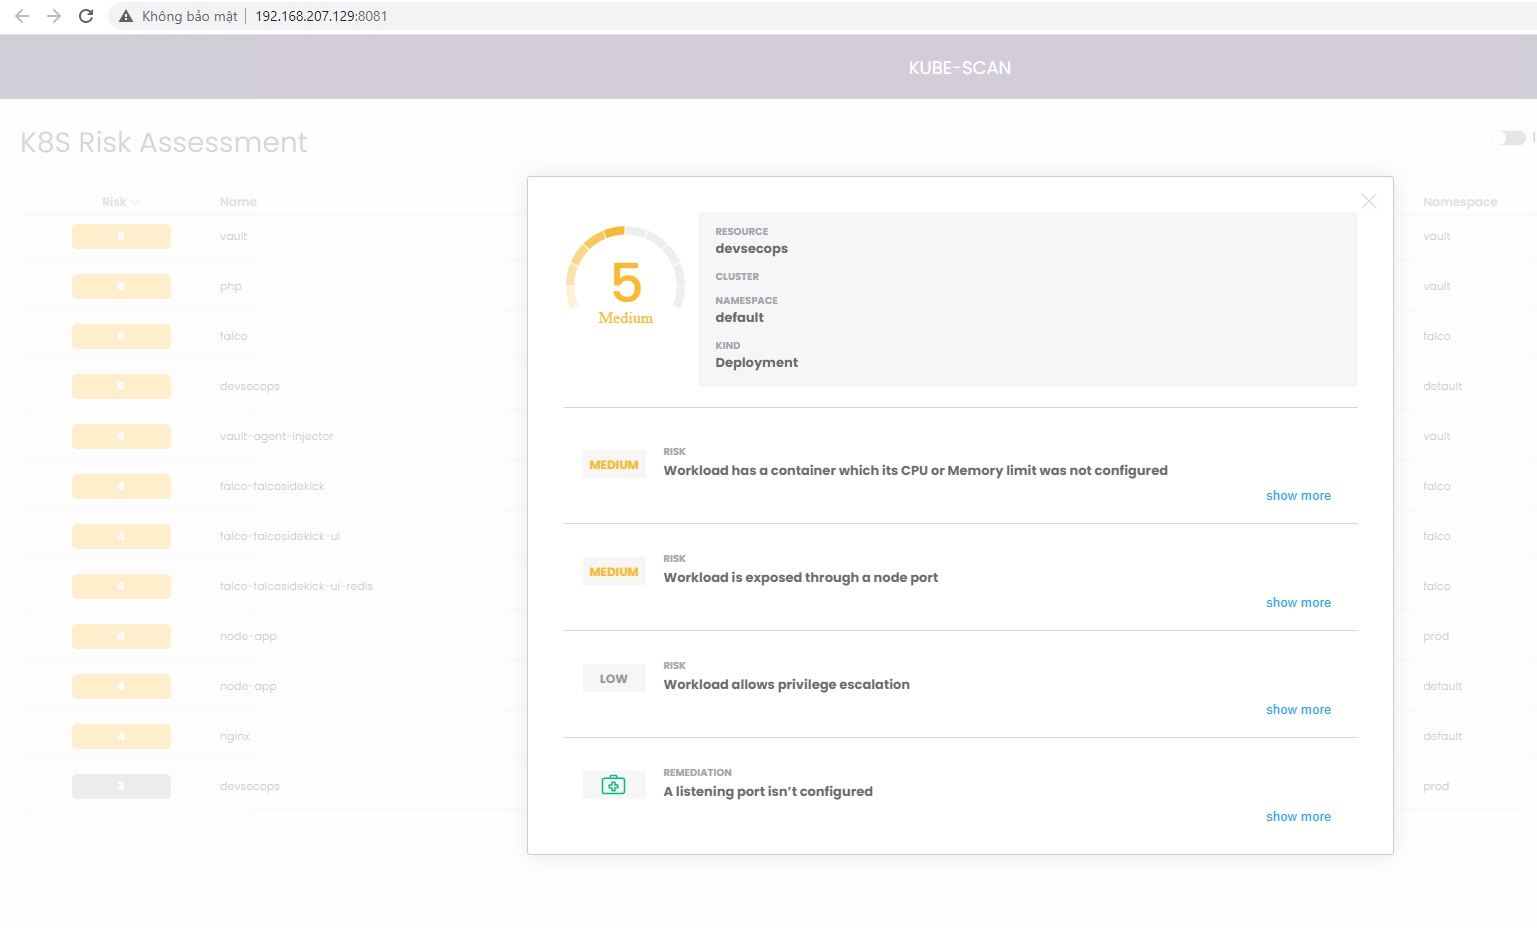 Không bảo mật
192.168.207.129:8081
KUBE-SCAN
K8S Risk Assessment
Risk Name Namespace
vault vault
php vault
5 falco falco
devsecops default
4 vault-agent-injector vault
4 falco-falcosidekick falco
4 falco-falcosidekick-ui falco
4 falco-falcosidekick-ui-redis falco
4 node-app prod
4 node-app default
4 nginx default
3 devsecops prod
5
Medium
RESOURCE
devsecops
CLUSTER
NAMESPACE
default
KIND
Deployment
MEDIUM
RISK
Workload has a container which its CPU or Memory limit was not configured
show more
MEDIUM
RISK
Workload is exposed through a node port
show more
LOW
RISK
Workload allows privilege escalation
show more
REMEDIATION
A listening port isn’t configured
show more